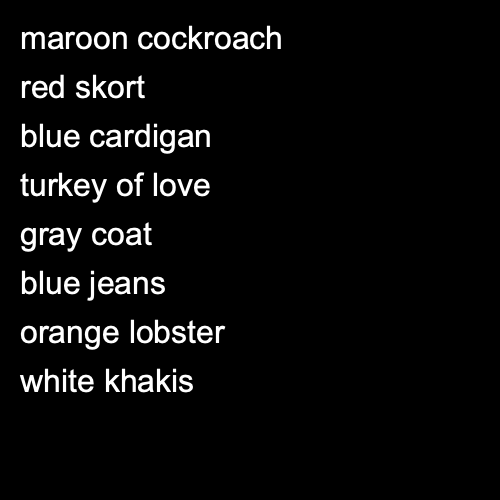 maroon cockroach
red skort
blue cardigan
turkey of love
gray coat
blue jeans
orange lobster
white khakis